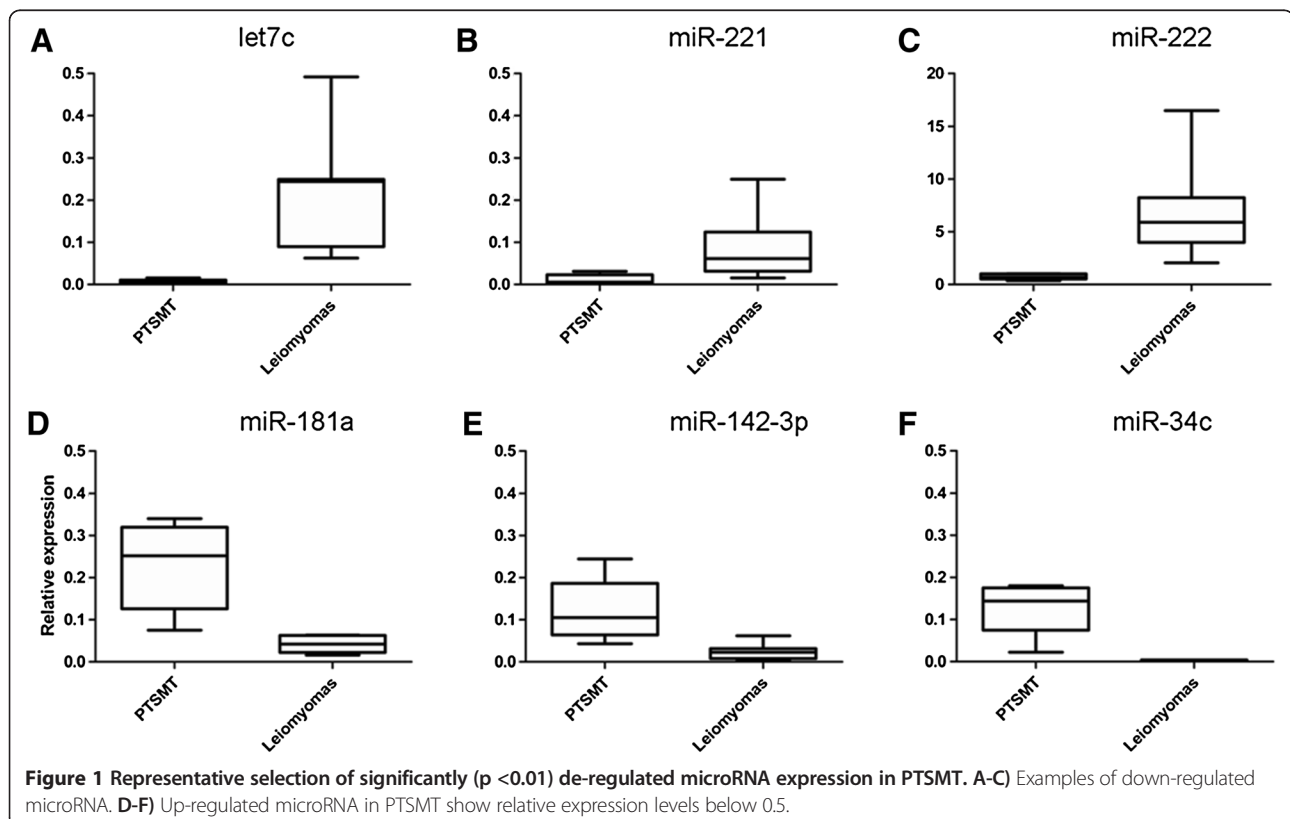 A
let7c
0.5
0.4
0.3
0.2
0.1
0.0
PTSMT
Leiomyomas
B
miR-221
0.5
0.4
0.3
0.2
0.1
0.0
PTSMT
Leiomyomas
C
miR-222
20
15
10
5
0
PTSMT
Leiomyomas
D
miR-181a
Relative expression
0.5
0.4
0.3
0.2
0.1
0.0
PTSMT
Leiomyomas
E
miR-142-3p
0.5
0.4
0.3
0.2
0.1
0.0
PTSMT
Leiomyomas
F
miR-34c
0.5
0.4
0.3
0.2
0.1
0.0
PTSMT
Leiomyomas
Figure 1 Representative selection of significantly (p <0.01) de-regulated microRNA expression in PTSMT. A-C) Examples of down-regulated
microRNA. D-F) Up-regulated microRNA in PTSMT show relative expression levels below 0.5.